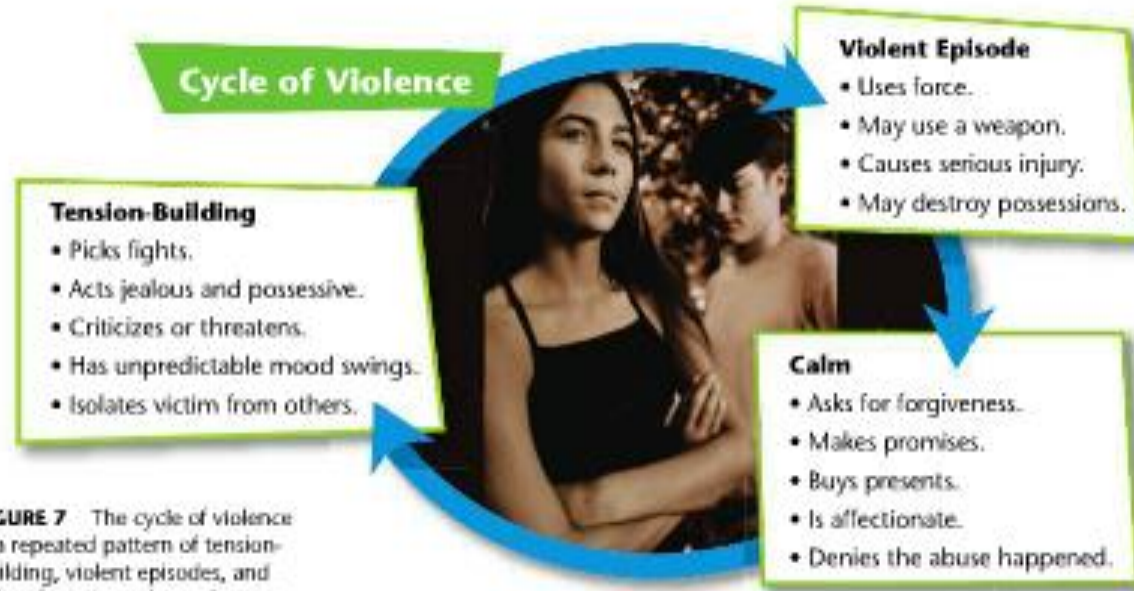 Cycle of Violence
Tension-Building
• Picks fights.
• Acts jealous and possessive.
• Criticizes or threatens.
• Has unpredictable mood swings.
• Isolates victim from others.
Violent Episode
• Uses force.
• May use a weapon.
• Causes serious injury.
• May destroy possessions.
Calm
• Asks for forgiveness.
• Makes promises.
• Buys presents.
• Is affectionate.
• Denies the abuse happened.
GURE 7 The cycle of violence
a repeated pattern of tension-
ilding, violent episodes, and